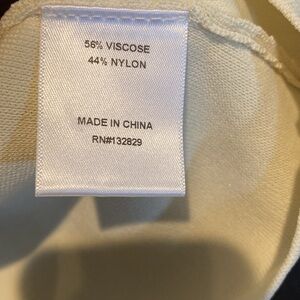 56% VISCOSE
44% NYLON
MADE IN CHINA
RN#132829